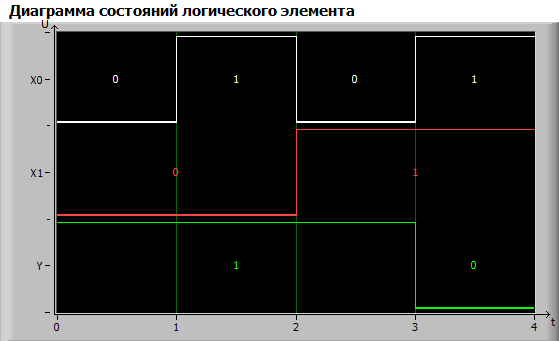 Диаграмма состояний логического элемента
U
X0
0 1 0 1
X1
0 1
Y
1 0
0 1 2 3 4 t